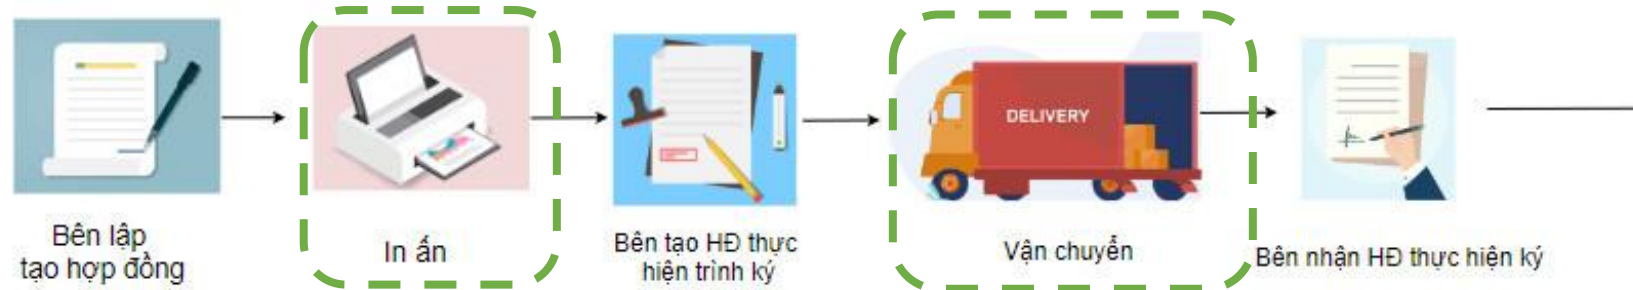 Bên lập
tạo hợp đồng
In ấn
Bên tạo HĐ thực
hiện trình ký
DELIVERY
Vận chuyển
Bên nhận HĐ thực hiện ký